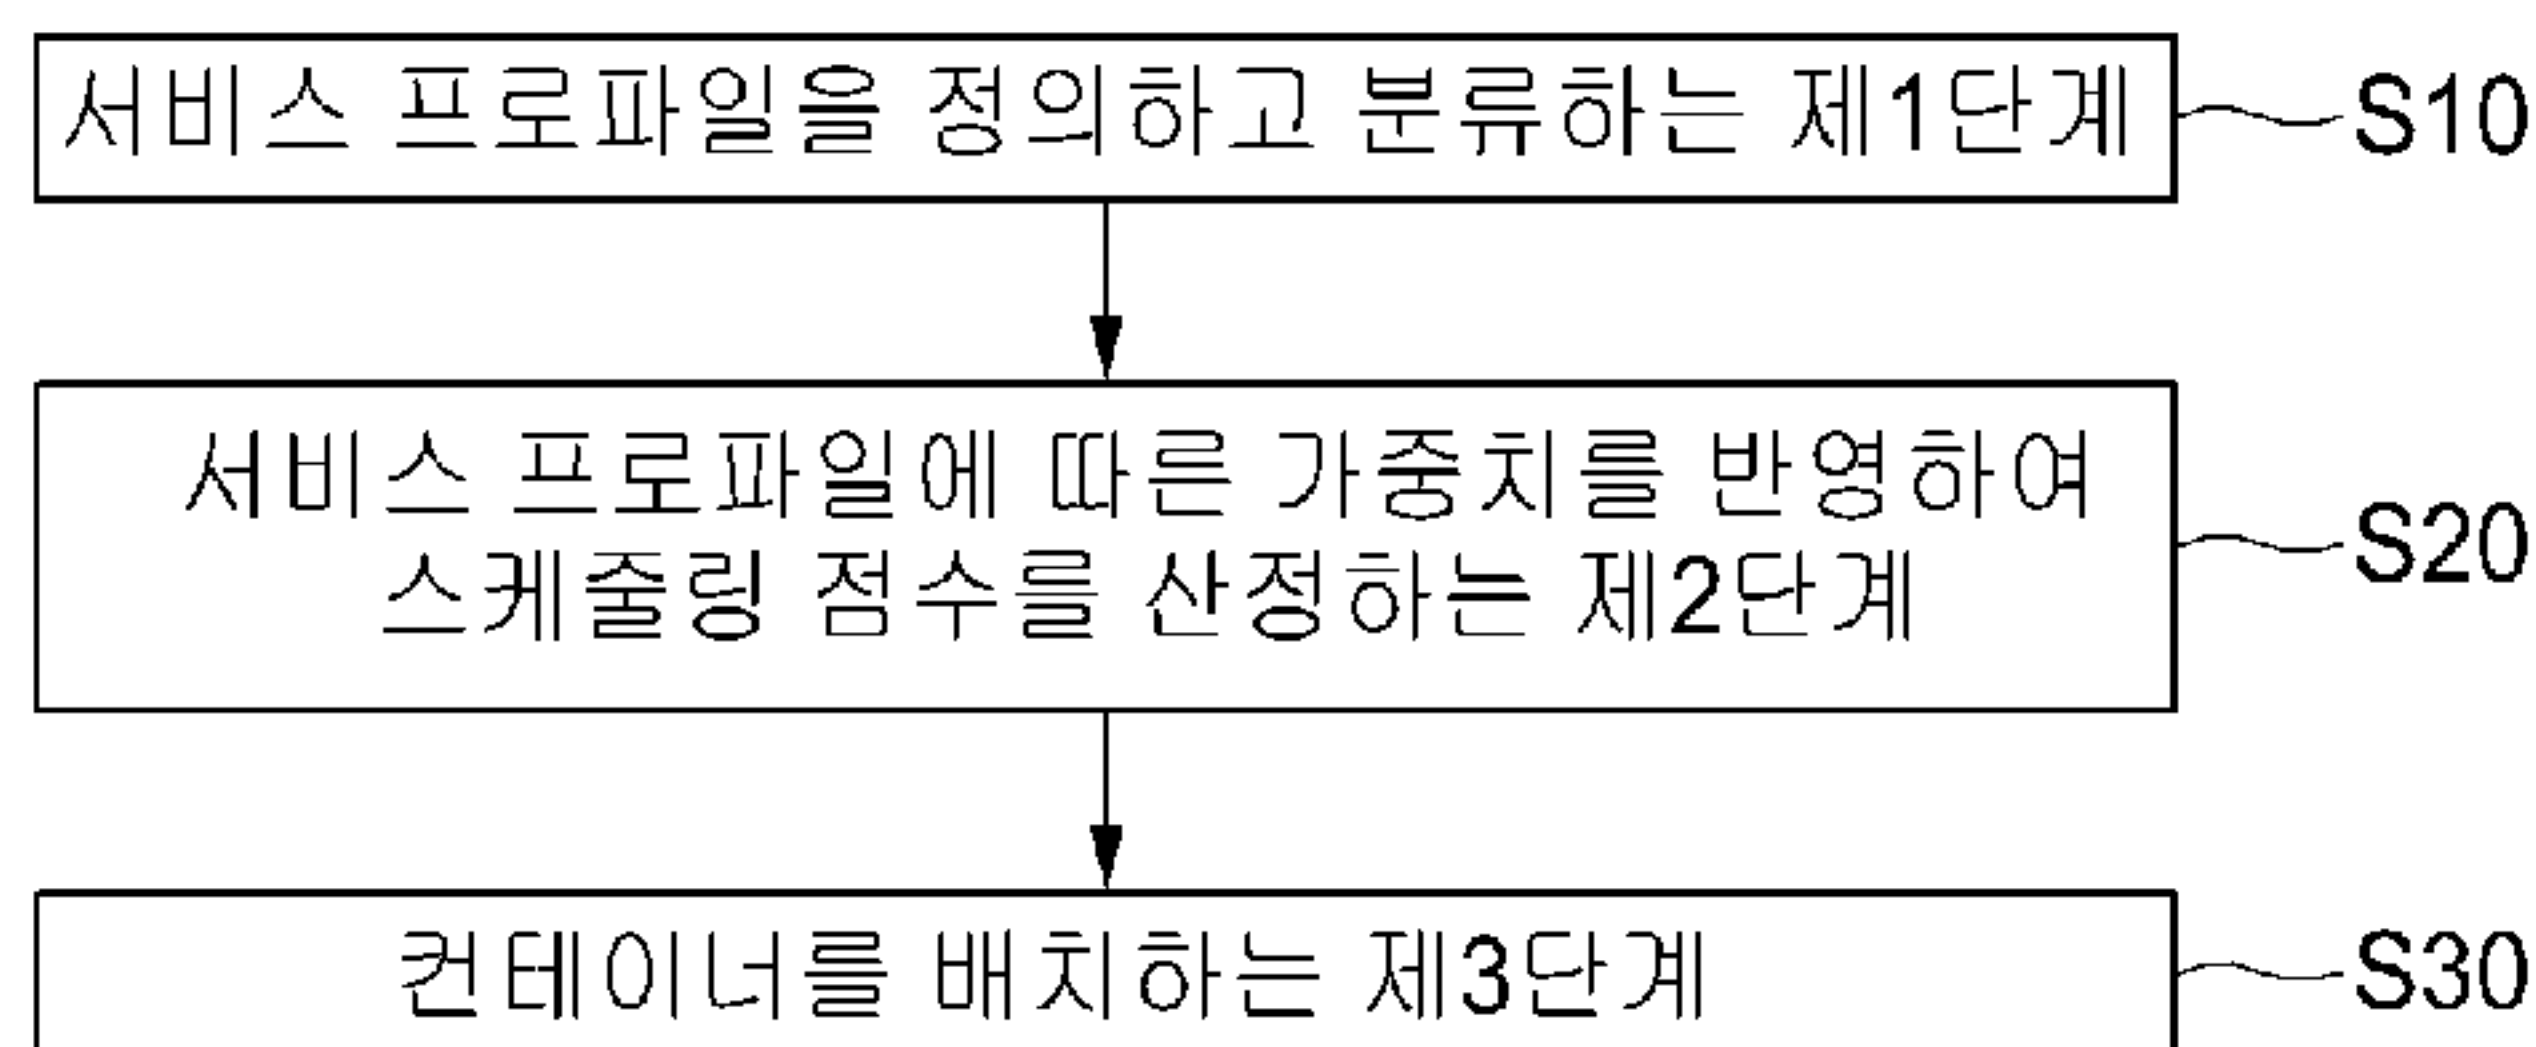 서비스 프로파일을 정의하고 분류하는 제1단계 S10
서비스 프로파일에 따른 가중치를 반영하여
스케줄링 점수를 산정하는 제2단계 S20
컨테이너를 배치하는 제3단계 S30